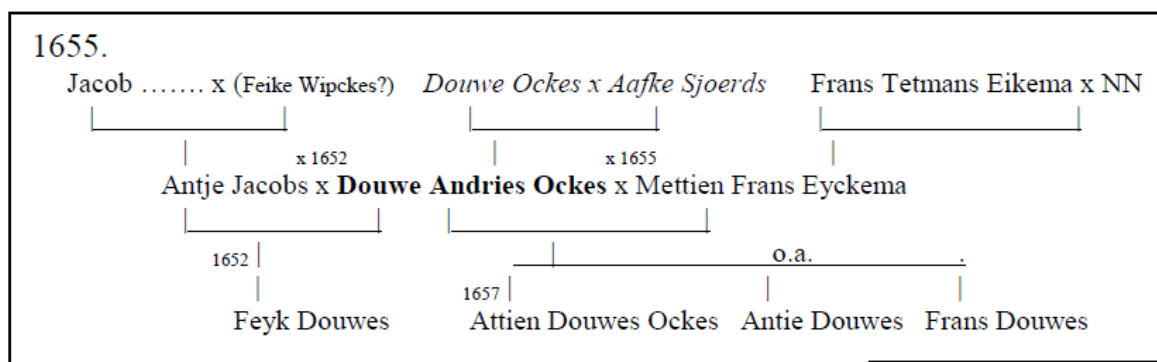 1655.
Jacob ……. x (Feike Wipckes?) Douwe Ockes x Aafke Sjoerds Frans Tetmans Eikema x NN
x 1652 x 1655
Antje Jacobs x Douwe Andries Ockes x Mettien Frans Eyckema
1652 o.a. .
1657
Feyk Douwes Attien Douwes Ockes Antie Douwes Frans Douwes